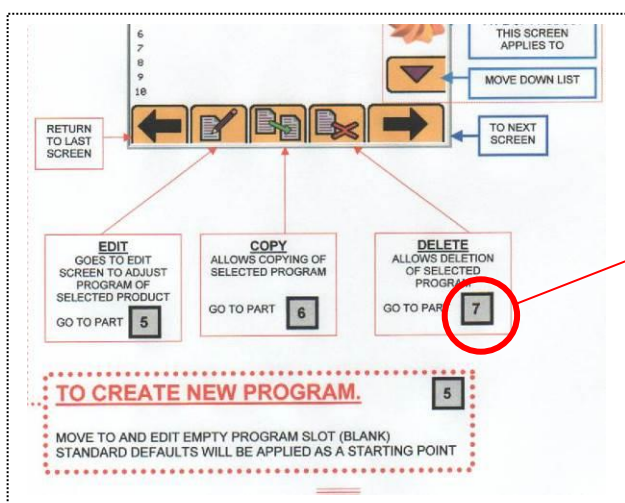 THIS SCREEN
APPLIES TO
6
7
8
9
10
MOVE DOWN LIST
RETURN
TO LAST
SCREEN
TO NEXT
SCREEN
EDIT
GOES TO EDIT
SCREEN TO ADJUST
PROGRAM OF
SELECTED PRODUCT
GO TO PART 5
COPY
ALLOWS COPYING OF
SELECTED PROGRAM
GO TO PART 6
DELETE
ALLOWS DELETION
OF SELECTED
PROGRAM
GO TO PART 7
TO CREATE NEW PROGRAM. 5
MOVE TO AND EDIT EMPTY PROGRAM SLOT (BLANK)
STANDARD DEFAULTS WILL BE APPLIED AS A STARTING POINT